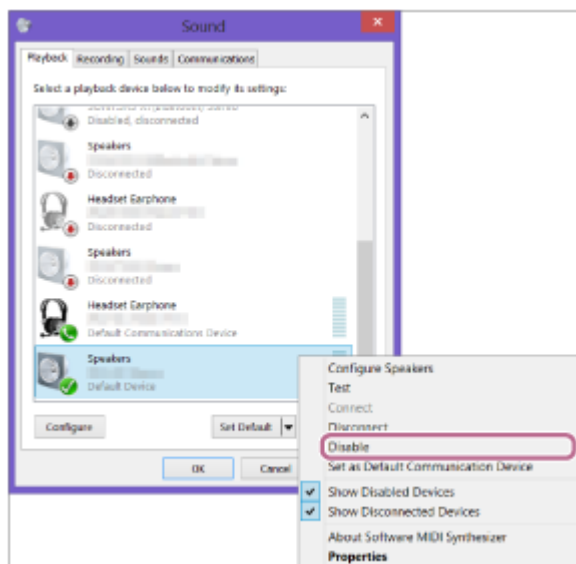 Sound
Playback Recording Sounds Communications
Select a playback device below to modify its settings:
Disabled, disconnected
Speakers
Disconnected
Headset Earphone
Disconnected
Speakers
Disconnected
Headset Earphone
Default Communications Device
Speakers
Default Device
Configure Set Default
OK Cancel
Configure Speakers
Test
Connect
Disconnect
Disable
Set as Default Communication Device
Show Disabled Devices
Show Disconnected Devices
About Software MIDI Synthesizer
Properties